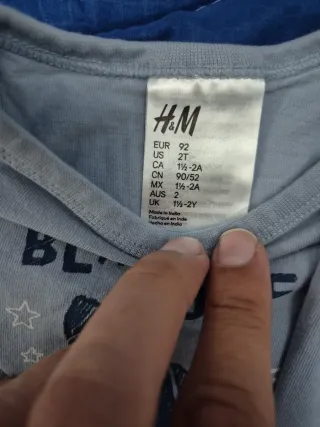 H&M
EUR 92
US 2T
CA 1½-2A
CN 90/52
MX 1½-2A
AUS 2
UK 1½-2Y
Made in India
Fabriqué en Inde
Hecho en India